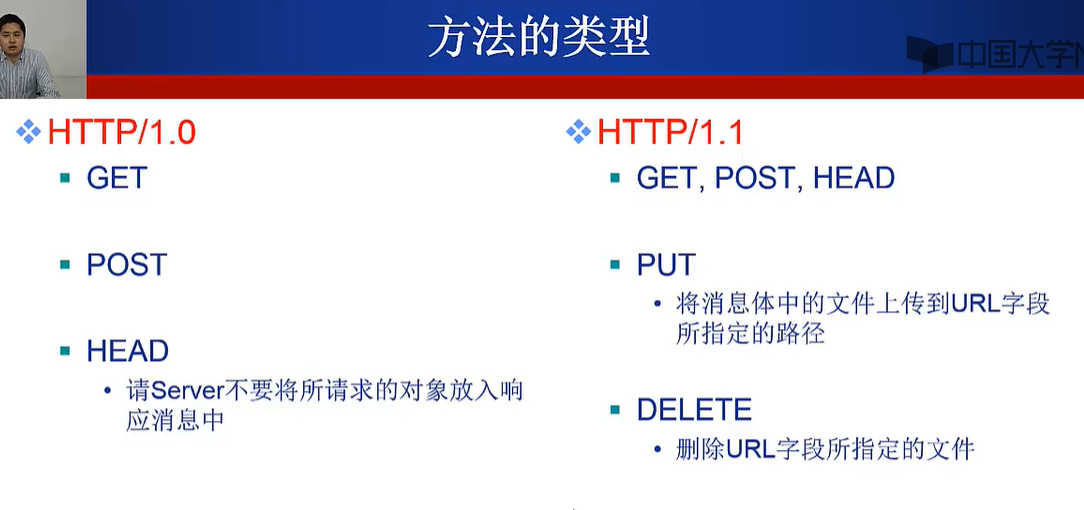 方法的类型
中国大学
HTTP/1.0
GET
POST
HEAD
请Server不要将所请求的对象放入响
应消息中
HTTP/1.1
GET, POST, HEAD
PUT
将消息体中的文件上传到URL字段
所指定的路径
DELETE
删除URL字段所指定的文件